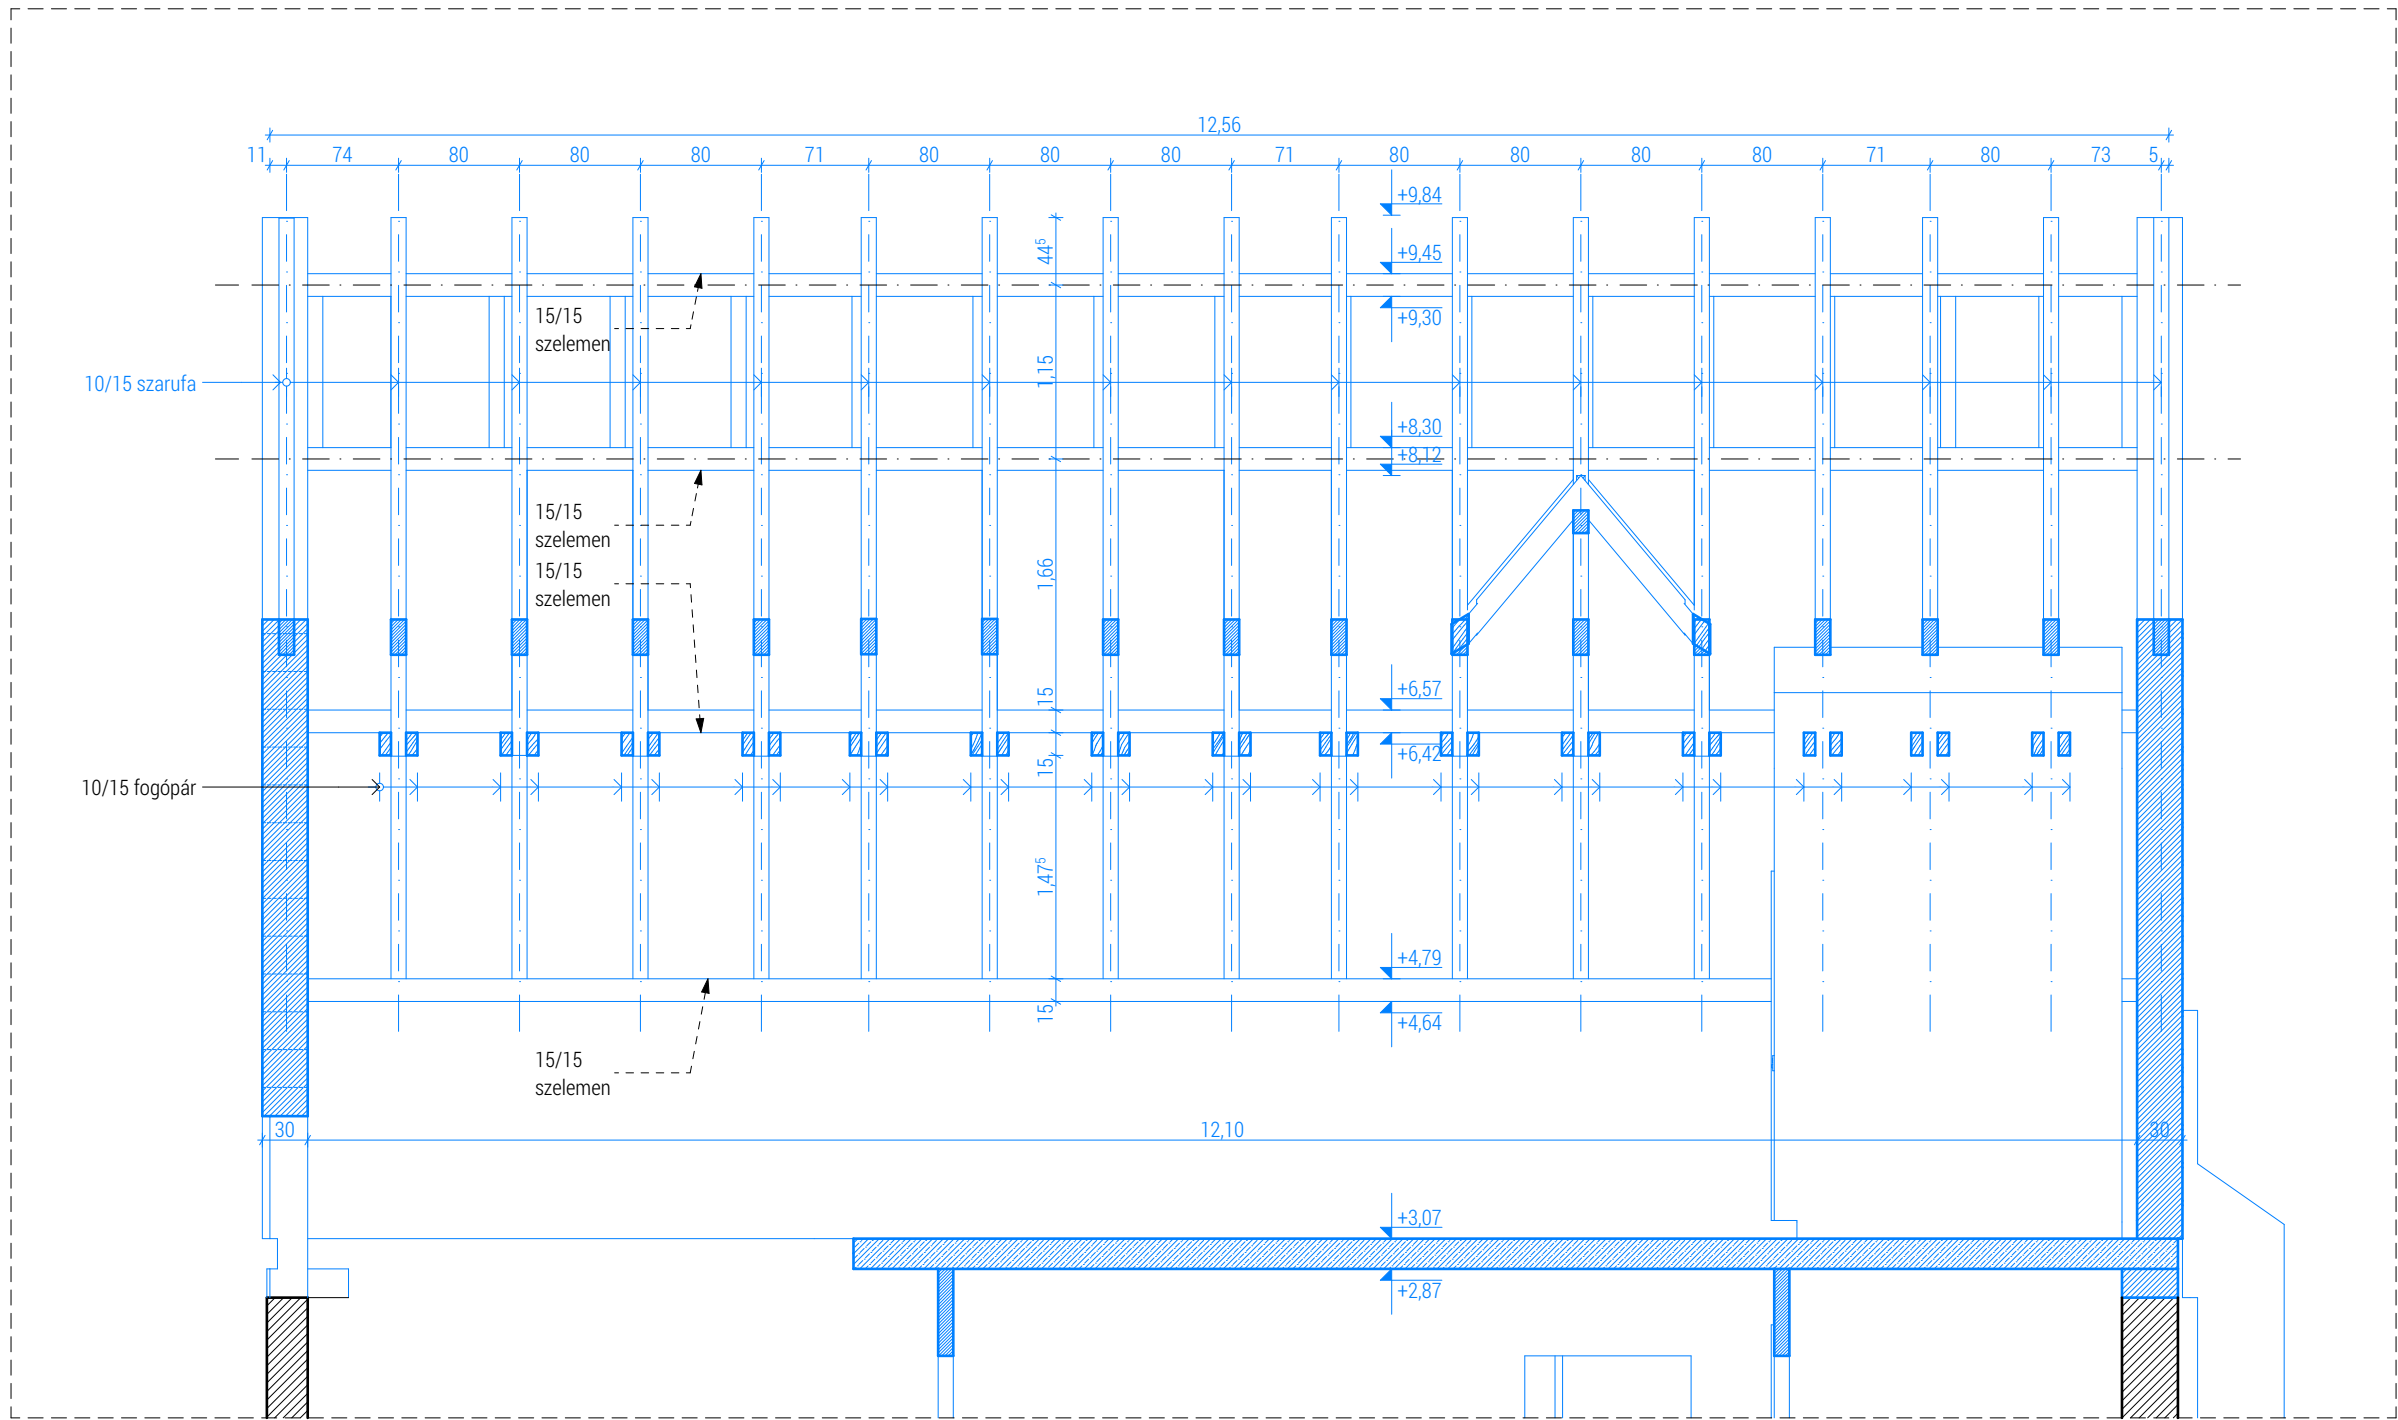 12,56
11 74 80 80 80 71 80 80 80 71 80 80 80 80 71 80 73 5
+9,84
44⁵
+9,45
15/15
szelemen
+9,30
1,15
10/15 szarufa
+8,30
+8,12
15/15
szelemen
15/15
szelemen
1,66
15
+6,57
+6,42
15
10/15 fogópár
1,47⁵
+4,79
15
+4,64
15/15
szelemen
30 12,10 30
+3,07
+2,87